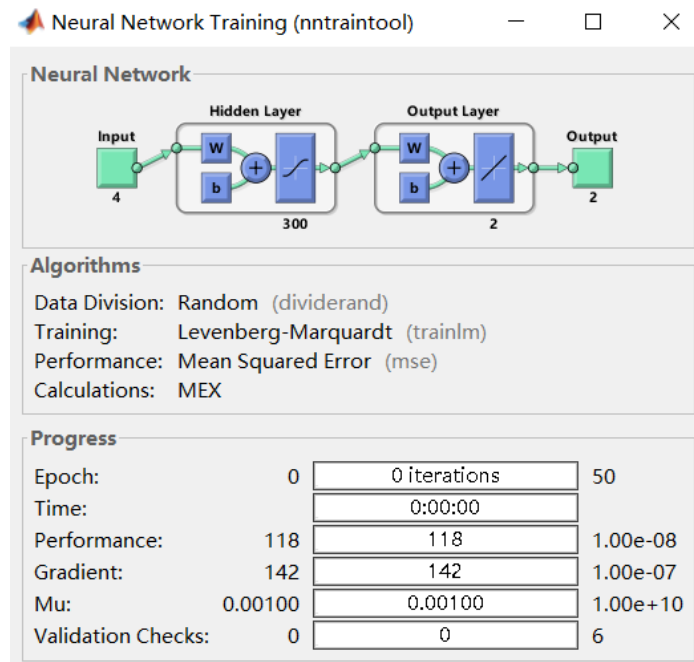 Neural Network Training (nntraintool)
Neural Network
Hidden Layer Output Layer
Input Output
W W
+ +
b b
4 2
300 2
Algorithms
Data Division: Random (dividerand)
Training: Levenberg-Marquardt (trainlm)
Performance: Mean Squared Error (mse)
Calculations: MEX
Progress
Epoch: 0 0 iterations 50
Time: 0:00:00
Performance: 118 118 1.00e-08
Gradient: 142 142 1.00e-07
Mu: 0.00100 0.00100 1.00e+10
Validation Checks: 0 0 6